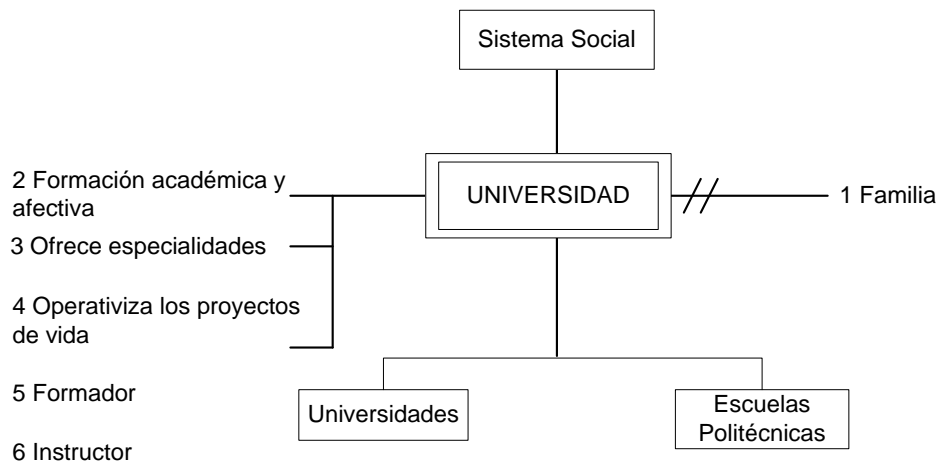 Sistema Social
2 Formación académica y
afectiva
UNIVERSIDAD
1 Familia
3 Ofrece especialidades
4 Operativiza los proyectos
de vida
5 Formador
Universidades
Escuelas
Politécnicas
6 Instructor